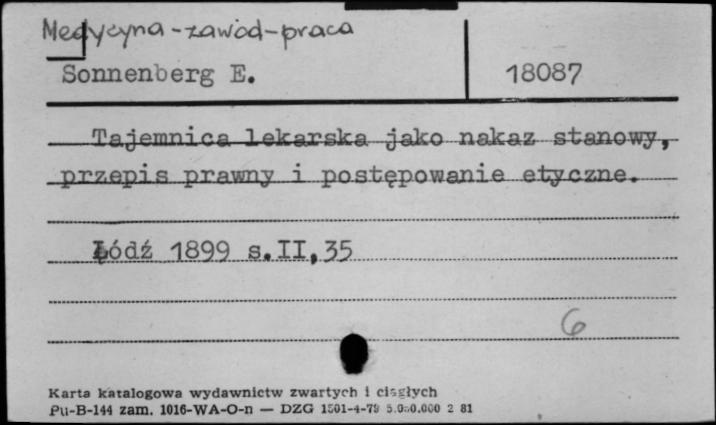 Medycyna-zawód-praca
Sonnenberg E.
18087
Tajemnica lekarska jako nakaz stanowy,
przepis prawny i postępowanie etyczne.
Łódź 1899 s.II,35
6
Karta katalogowa wydawnictw zwartych i ciągłych
Pu-B-144 zam. 1016-WA-O-n — DZG 1501-4-79 5.000.000 2 81